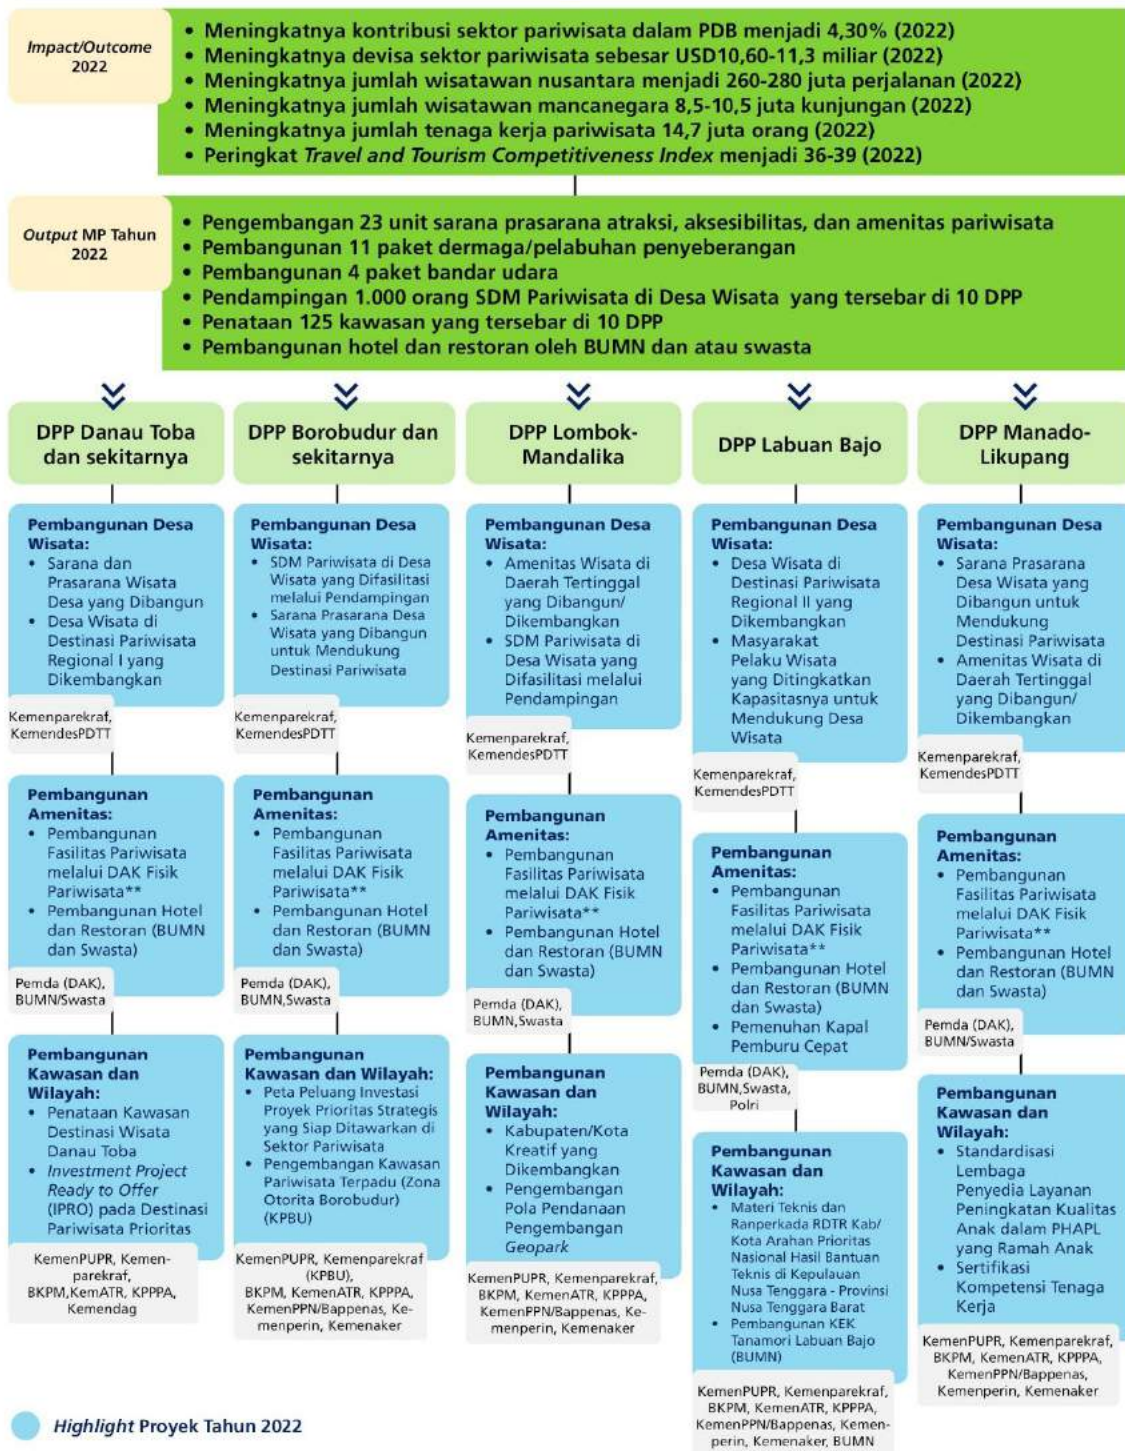 Impact/Outcome
2022
• Meningkatnya kontribusi sektor pariwisata dalam PDB menjadi 4,30% (2022)
• Meningkatnya devisa sektor pariwisata sebesar USD10,60-11,3 miliar (2022)
• Meningkatnya jumlah wisatawan nusantara menjadi 260-280 juta perjalanan (2022)
• Meningkatnya jumlah wisatawan mancanegara 8,5-10,5 juta kunjungan (2022)
• Meningkatnya jumlah tenaga kerja pariwisata 14,7 juta orang (2022)
• Peringkat Travel and Tourism Competitiveness Index menjadi 36-39 (2022)
Output MP Tahun
2022
• Pengembangan 23 unit sarana prasarana atraksi, aksesibilitas, dan amenitas pariwisata
• Pembangunan 11 paket dermaga/pelabuhan penyeberangan
• Pembangunan 4 paket bandar udara
• Pendampingan 1.000 orang SDM Pariwisata di Desa Wisata yang tersebar di 10 DPP
• Penataan 125 kawasan yang tersebar di 10 DPP
• Pembangunan hotel dan restoran oleh BUMN dan atau swasta
DPP Danau Toba
dan sekitarnya
Pembangunan Desa
Wisata:
• Sarana dan
Prasarana Wisata
Desa yang Dibangun
• Desa Wisata di
Destinasi Pariwisata
Regional I yang
Dikembangkan
Kemenparekraf,
KemendesPDTT
Pembangunan
Amenitas:
• Pembangunan
Fasilitas Pariwisata
melalui DAK Fisik
Pariwisata**
• Pembangunan Hotel
dan Restoran (BUMN
dan Swasta)
Pemda (DAK),
BUMN/Swasta
Pembangunan
Kawasan dan
Wilayah:
• Penataan Kawasan
Destinasi Wisata
Danau Toba
• Investment Project
Ready to Offer
(IPRO) pada Destinasi
Pariwisata Prioritas
KemenPUPR, Kemen-
parekraf,
BKPM,KemATR, KPPPA,
Kemendag
DPP Borobudur dan
sekitarnya
Pembangunan Desa
Wisata:
• SDM Pariwisata di Desa
Wisata yang Difasilitasi
melalui Pendampingan
• Sarana Prasarana Desa
Wisata yang Dibangun
untuk Mendukung
Destinasi Pariwisata
Kemenparekraf,
KemendesPDTT
Pembangunan
Amenitas:
• Pembangunan
Fasilitas Pariwisata
melalui DAK Fisik
Pariwisata**
• Pembangunan Hotel
dan Restoran (BUMN
dan Swasta)
Pemda (DAK),
BUMN,Swasta
Pembangunan
Kawasan dan Wilayah:
• Peta Peluang Investasi
Proyek Prioritas Strategis
yang Siap Ditawarkan di
Sektor Pariwisata
• Pengembangan Kawasan
Pariwisata Terpadu (Zona
Otorita Borobudur)
(KPBU)
KemenPUPR, Kemenparekraf
(KPBU),
BKPM, KemenATR, KPPPA,
KemenPPN/Bappenas, Ke-
menperin, Kemenaker
DPP Lombok-
Mandalika
Pembangunan Desa
Wisata:
• Amenitas Wisata di
Daerah Tertinggal
yang Dibangun/
Dikembangkan
• SDM Pariwisata di
Desa Wisata yang
Difasilitasi melalui
Pendampingan
Kemenparekraf,
KemendesPDTT
Pembangunan
Amenitas:
• Pembangunan
Fasilitas Pariwisata
melalui DAK Fisik
Pariwisata**
• Pembangunan Hotel
dan Restoran (BUMN
dan Swasta)
Pemda (DAK),
BUMN,Swasta
Pembangunan
Kawasan dan
Wilayah:
• Kabupaten/Kota
Kreatif yang
Dikembangkan
• Pengembangan
Pola Pendanaan
Pengembangan
Geopark
KemenPUPR, Kemenparekraf,
BKPM, KemenATR, KPPPA,
KemenPPN/Bappenas, Ke-
menperin, Kemenaker
DPP Labuan Bajo
Pembangunan Desa
Wisata:
• Desa Wisata di
Destinasi Pariwisata
Regional II yang
Dikembangkan
• Masyarakat
Pelaku Wisata
yang Ditingkatkan
Kapasitasnya untuk
Mendukung Desa
Wisata
Kemenparekraf,
KemendesPDTT
Pembangunan
Amenitas:
• Pembangunan
Fasilitas Pariwisata
melalui DAK Fisik
Pariwisata**
• Pembangunan Hotel
dan Restoran (BUMN
dan Swasta)
• Pemenuhan Kapal
Pemburu Cepat
Pemda (DAK),
BUMN,Swasta,
Polri
Pembangunan
Kawasan dan
Wilayah:
• Materi Teknis dan
Ranperkada RDTR Kab/
Kota Arahan Prioritas
Nasional Hasil Bantuan
Teknis di Kepulauan
Nusa Tenggara - Provinsi
Nusa Tenggara Barat
• Pembangunan KEK
Tanamori Labuan Bajo
(BUMN)
KemenPUPR, Kemenparekraf,
BKPM, KemenATR, KPPPA,
KemenPPN/Bappenas, Kemen-
perin, Kemenaker, BUMN
DPP Manado-
Likupang
Pembangunan Desa
Wisata:
• Sarana Prasarana
Desa Wisata yang
Dibangun untuk
Mendukung
Destinasi Pariwisata
• Amenitas Wisata di
Daerah Tertinggal
yang Dibangun/
Dikembangkan
Kemenparekraf,
KemendesPDTT
Pembangunan
Amenitas:
• Pembangunan
Fasilitas Pariwisata
melalui DAK Fisik
Pariwisata**
• Pembangunan Hotel
dan Restoran (BUMN
dan Swasta)
Pemda (DAK),
BUMN/Swasta
Pembangunan
Kawasan dan
Wilayah:
• Standardisasi
Lembaga
Penyedia Layanan
Peningkatan Kualitas
Anak dalam PHAPL
yang Ramah Anak
• Sertifikasi
Kompetensi Tenaga
Kerja
KemenPUPR, Kemenparekraf,
BKPM, KemenATR, KPPPA,
KemenPPN/Bappenas,
Kemenperin, Kemenaker
Highlight Proyek Tahun 2022